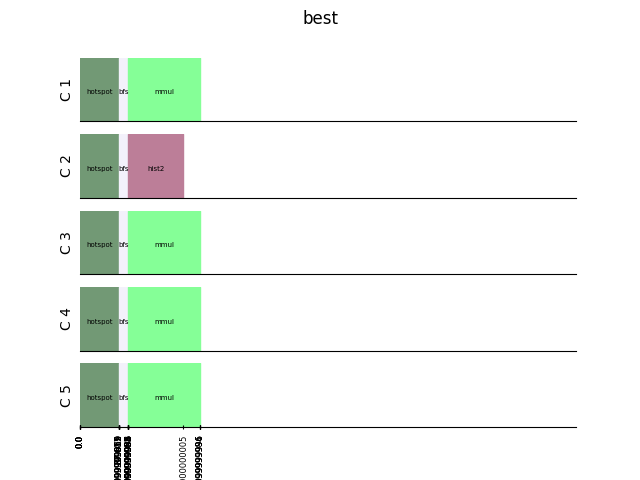 best
C 1
hotspot bfs mmul
C 2
hotspot bfs hist2
C 3
hotspot bfs mmul
C 4
hotspot bfs mmul
C 5
hotspot bfs mmul
0.0